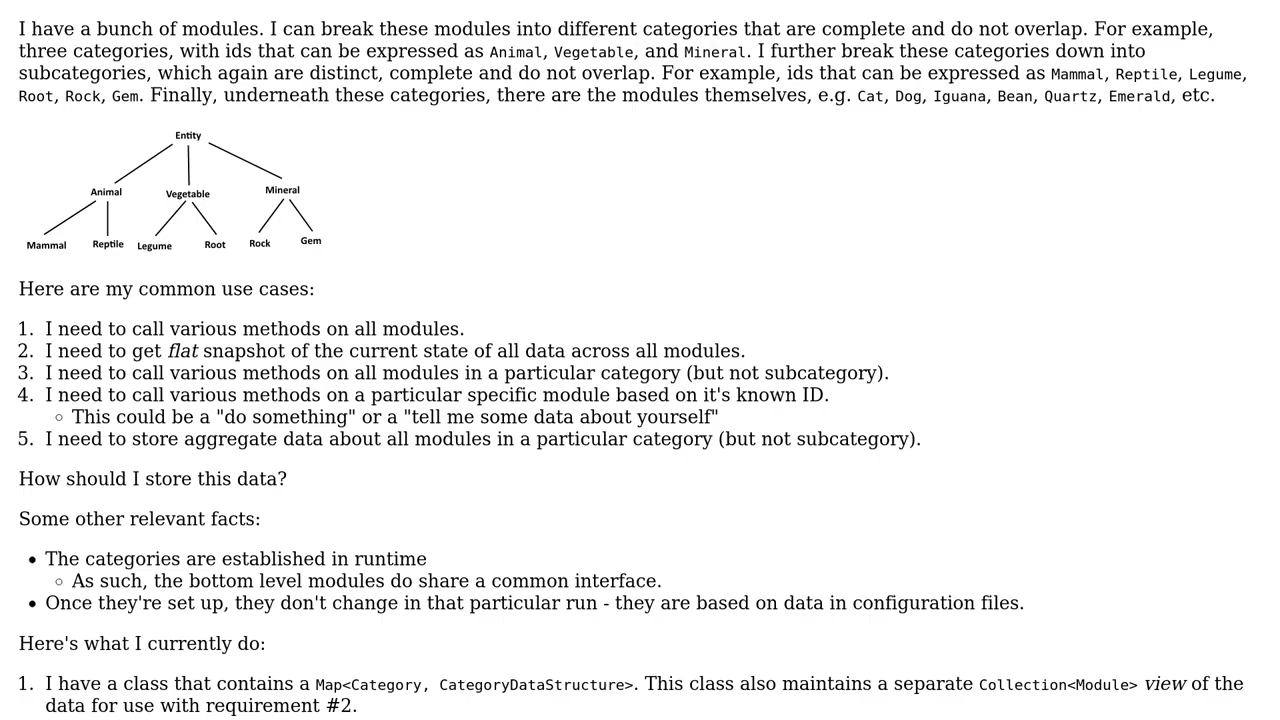 I have a bunch of modules. I can break these modules into different categories that are complete and do not overlap. For example,
three categories, with ids that can be expressed as Animal, Vegetable, and Mineral. I further break these categories down into
subcategories, which again are distinct, complete and do not overlap. For example, ids that can be expressed as Mammal, Reptile, Legume,
Root, Rock, Gem. Finally, underneath these categories, there are the modules themselves, e.g. Cat, Dog, Iguana, Bean, Quartz, Emerald, etc.
Entity
Animal Vegetable Mineral
Mammal Reptile Legume Root Rock Gem
Here are my common use cases:
1. I need to call various methods on all modules.
2. I need to get flat snapshot of the current state of all data across all modules.
3. I need to call various methods on all modules in a particular category (but not subcategory).
4. I need to call various methods on a particular specific module based on it's known ID.
◦ This could be a "do something" or a "tell me some data about yourself"
5. I need to store aggregate data about all modules in a particular category (but not subcategory).
How should I store this data?
Some other relevant facts:
• The categories are established in runtime
◦ As such, the bottom level modules do share a common interface.
• Once they're set up, they don't change in that particular run - they are based on data in configuration files.
Here's what I currently do:
1. I have a class that contains a Map<Category, CategoryDataStructure>. This class also maintains a separate Collection<Module> view of the
data for use with requirement #2.